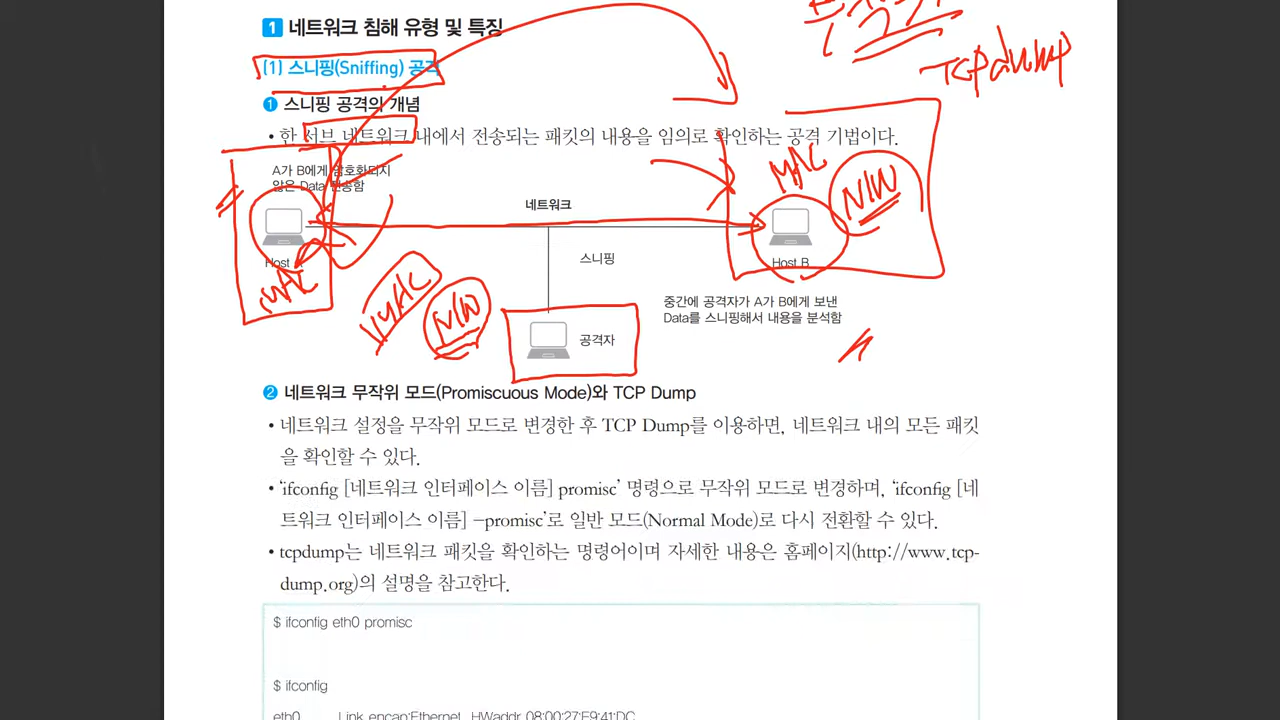 1 네트워크 침해 유형 및 특징
TCP dump
(1) 스니핑(Sniffing) 공격
❶ 스니핑 공격의 개념
• 한 서브 네트워크 내에서 전송되는 패킷의 내용을 임의로 확인하는 공격 기법이다.
A가 B에게 암호화되지
않은 Data 전송함
네트워크
MAC
N/W
Host A
스니핑
Host B
MAC
MAC
N/W
중간에 공격자가 A가 B에게 보낸
Data를 스니핑해서 내용을 분석함
공격자
❷ 네트워크 무작위 모드(Promiscuous Mode)와 TCP Dump
• 네트워크 설정을 무작위 모드로 변경한 후 TCP Dump를 이용하면, 네트워크 내의 모든 패킷
을 확인할 수 있다.
• ‘ifconfig [네트워크 인터페이스 이름] promisc’ 명령으로 무작위 모드로 변경하며, ‘ifconfig [네
트워크 인터페이스 이름] –promisc’로 일반 모드(Normal Mode)로 다시 전환할 수 있다.
• tcpdump는 네트워크 패킷을 확인하는 명령어이며 자세한 내용은 홈페이지(http://www.tcp-
dump.org)의 설명을 참고한다.
$ ifconfig eth0 promisc
$ ifconfig
eth0 Link encap:Ethernet HWaddr 08:00:27:E9:41:DC